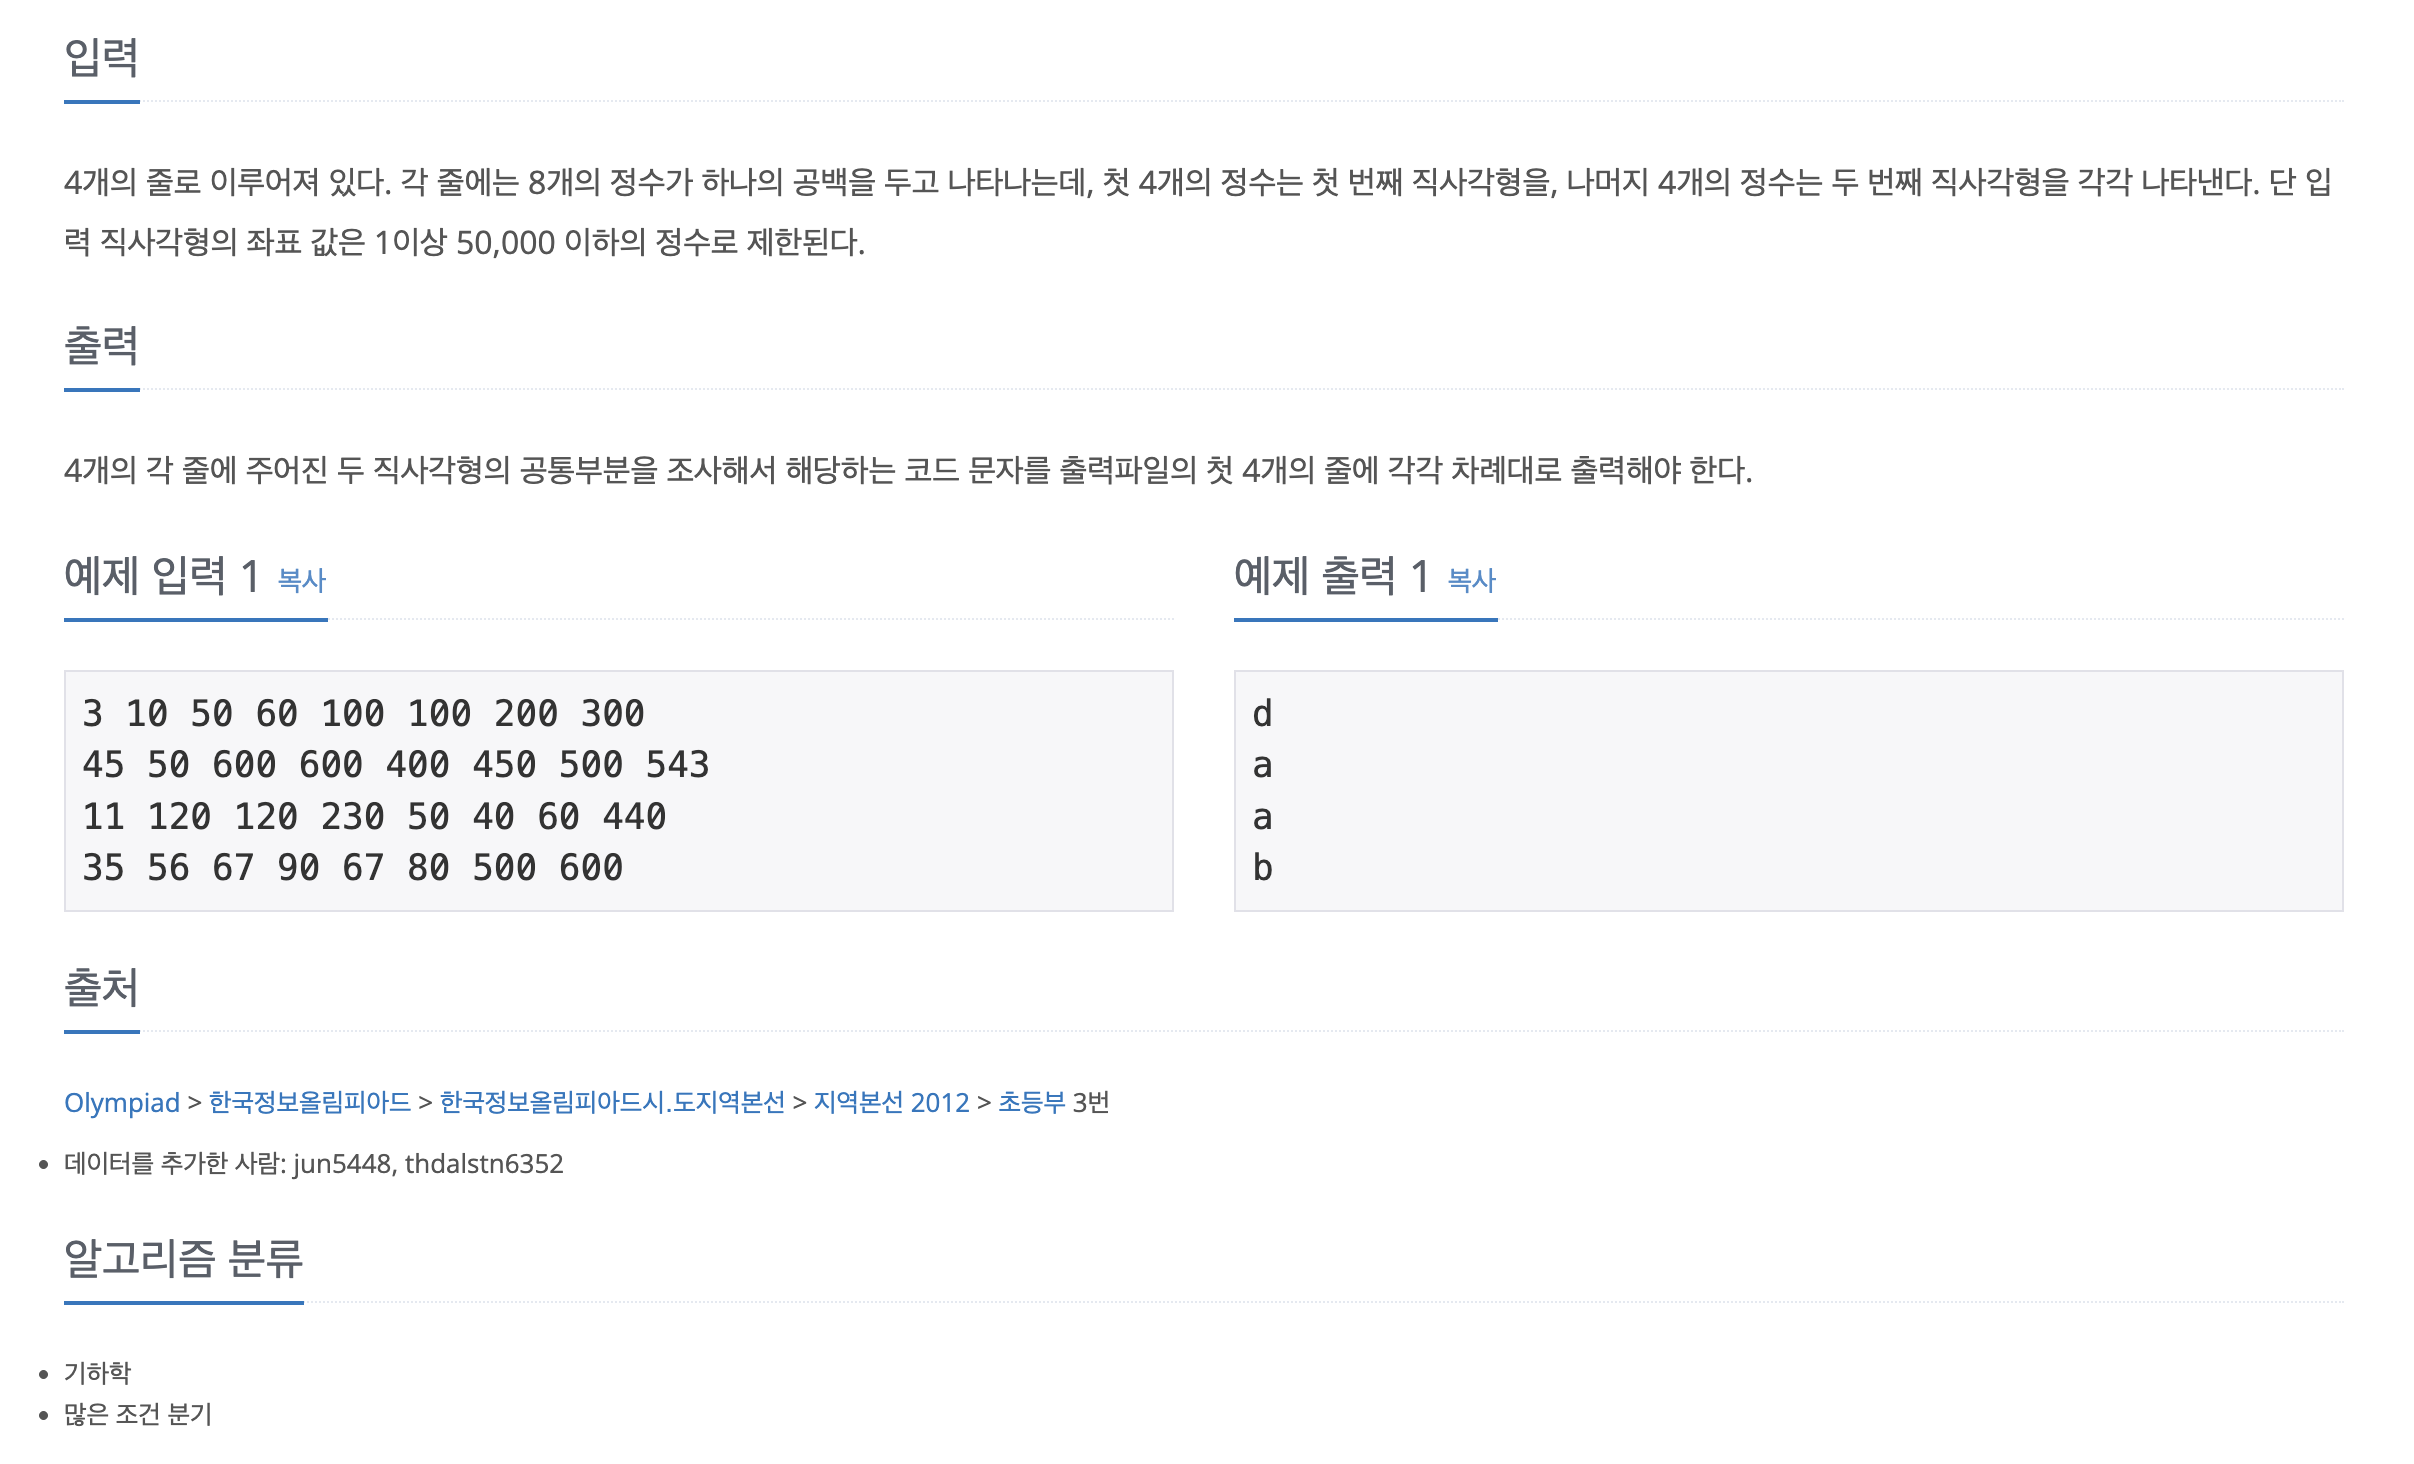 입력
4개의 줄로 이루어져 있다. 각 줄에는 8개의 정수가 하나의 공백을 두고 나타나는데, 첫 4개의 정수는 첫 번째 직사각형을, 나머지 4개의 정수는 두 번째 직사각형을 각각 나타낸다. 단 입
력 직사각형의 좌표 값은 1이상 50,000 이하의 정수로 제한된다.
출력
4개의 각 줄에 주어진 두 직사각형의 공통부분을 조사해서 해당하는 코드 문자를 출력파일의 첫 4개의 줄에 각각 차례대로 출력해야 한다.
예제 입력 1 복사
3 10 50 60 100 100 200 300
45 50 600 600 400 450 500 543
11 120 120 230 50 40 60 440
35 56 67 90 67 80 500 600
예제 출력 1 복사
d
a
a
b
출처
Olympiad > 한국정보올림피아드 > 한국정보올림피아드시.도지역본선 > 지역본선 2012 > 초등부 3번
• 데이터를 추가한 사람: jun5448, thdalstn6352
알고리즘 분류
• 기하학
• 많은 조건 분기